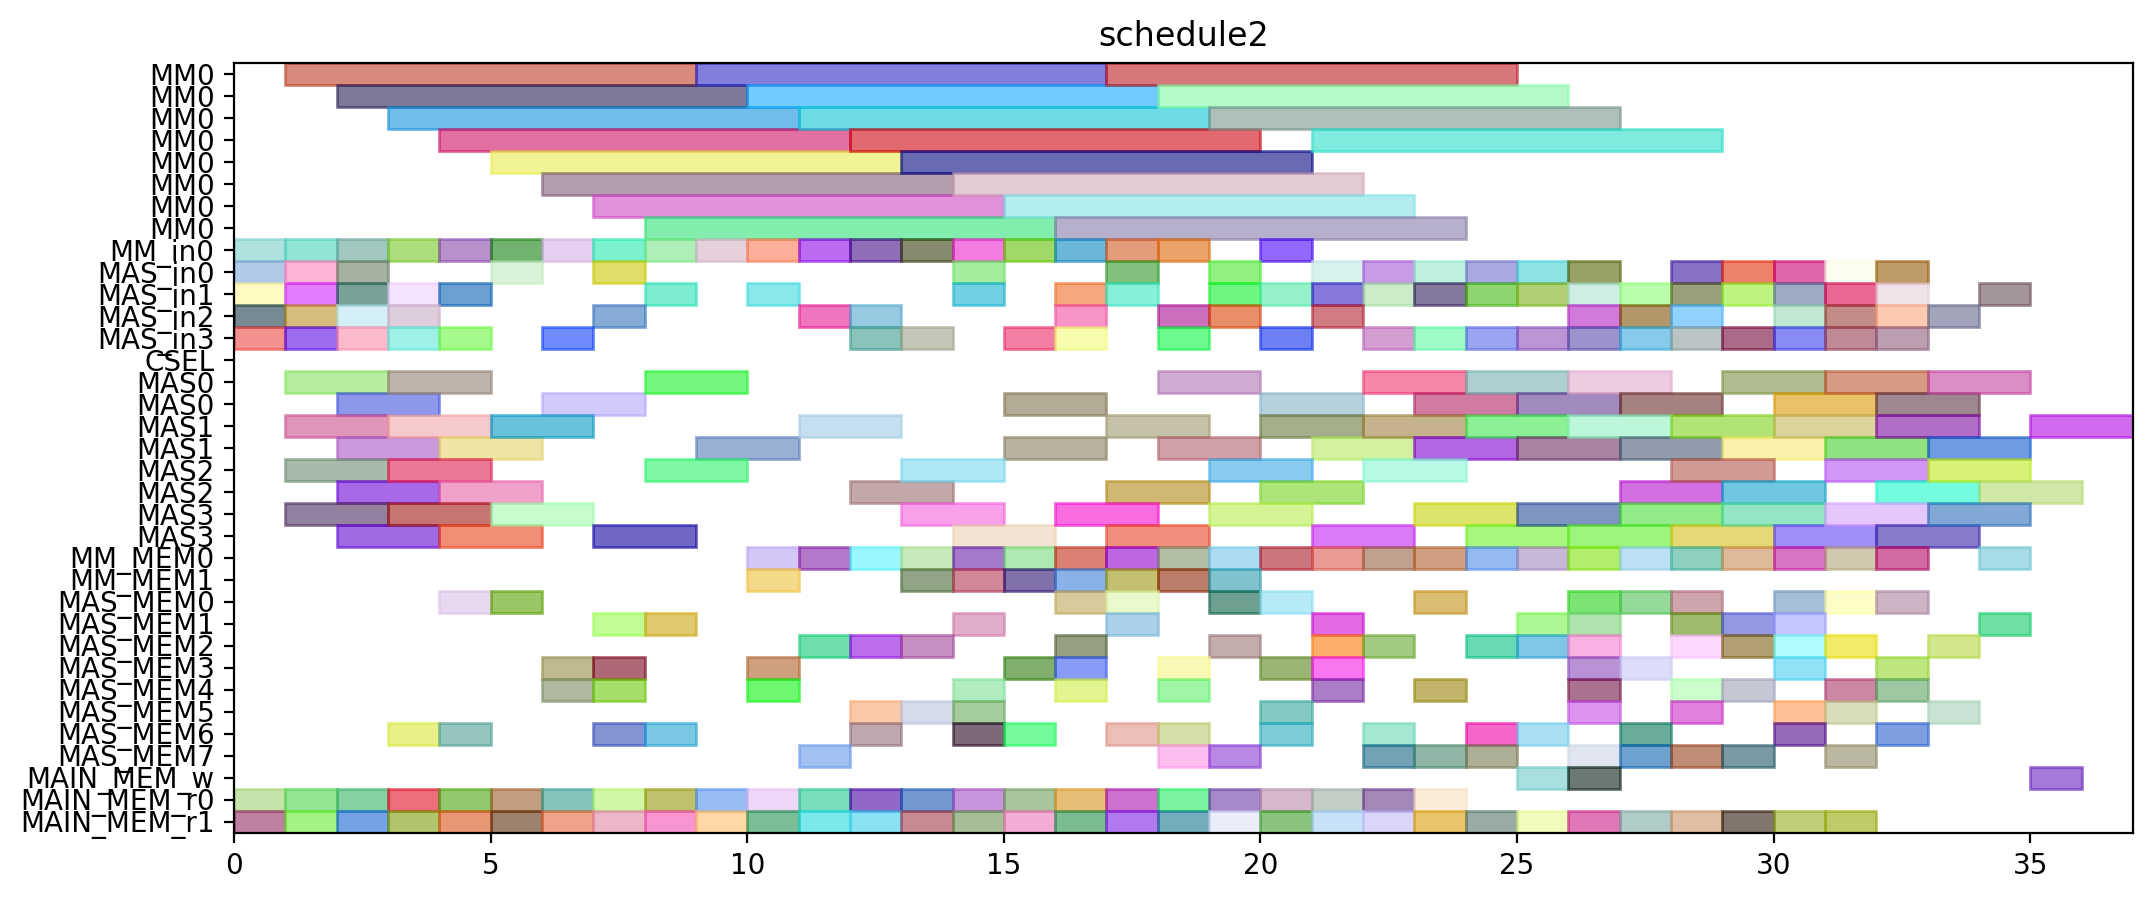 schedule2
MM0
MM0
MM0
MM0
MM0
MM0
MM0
MM0
MM_in0
MAS_in0
MAS_in1
MAS_in2
MAS_in3
CSEL
MAS0
MAS0
MAS1
MAS1
MAS2
MAS2
MAS3
MAS3
MM_MEM0
MM_MEM1
MAS_MEM0
MAS_MEM1
MAS_MEM2
MAS_MEM3
MAS_MEM4
MAS_MEM5
MAS_MEM6
MAS_MEM7
MAIN_MEM_w
MAIN_MEM_r0
MAIN_MEM_r1
0 5 10 15 20 25 30 35